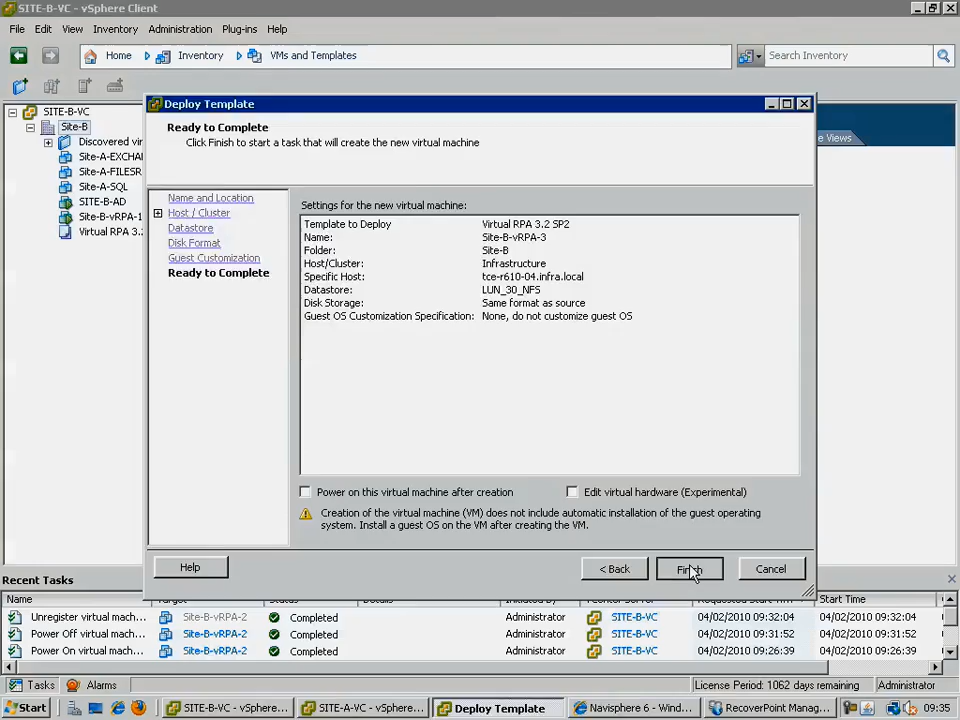 SITE-B-VC - vSphere Client
File Edit View Inventory Administration Plug-ins Help
Home Inventory VMs and Templates Search Inventory
SITE-B-VC
Site-B
Discovered vir
Site-A-EXCHA
Site-A-FILESR
Site-A-SQL
SITE-B-AD
Site-B-vRPA-1
Virtual RPA 3.
e Views
Deploy Template
Ready to Complete
Click Finish to start a task that will create the new virtual machine
Name and Location
Host / Cluster
Datastore
Disk Format
Guest Customization
Ready to Complete
Settings for the new virtual machine:
Template to Deploy Virtual RPA 3.2 SP2
Name: Site-B-vRPA-3
Folder: Site-B
Host/Cluster: Infrastructure
Specific Host: tce-r610-04.infra.local
Datastore: LUN_30_NFS
Disk Storage: Same format as source
Guest OS Customization Specification: None, do not customize guest OS
Power on this virtual machine after creation Edit virtual hardware (Experimental)
Creation of the virtual machine (VM) does not include automatic installation of the guest operating
system. Install a guest OS on the VM after creating the VM.
Help < Back Finish Cancel
Recent Tasks
Name Target Status Details Initiated by Requested Start Start Time
Unregister virtual mach... Site-B-vRPA-2 Completed Administrator SITE-B-VC 04/02/2010 09:32:04 04/02/2010 09:32:04
Power Off virtual mach... Site-B-vRPA-2 Completed Administrator SITE-B-VC 04/02/2010 09:31:52 04/02/2010 09:31:52
Power On virtual mach... Site-B-vRPA-2 Completed Administrator SITE-B-VC 04/02/2010 09:26:39 04/02/2010 09:26:39
Tasks Alarms License Period: 1062 days remaining Administrator
Start SITE-B-VC - vSphere... SITE-A-VC - vSphere... Deploy Template Navisphere 6 - Wind... RecoverPoint Manag... 09:35